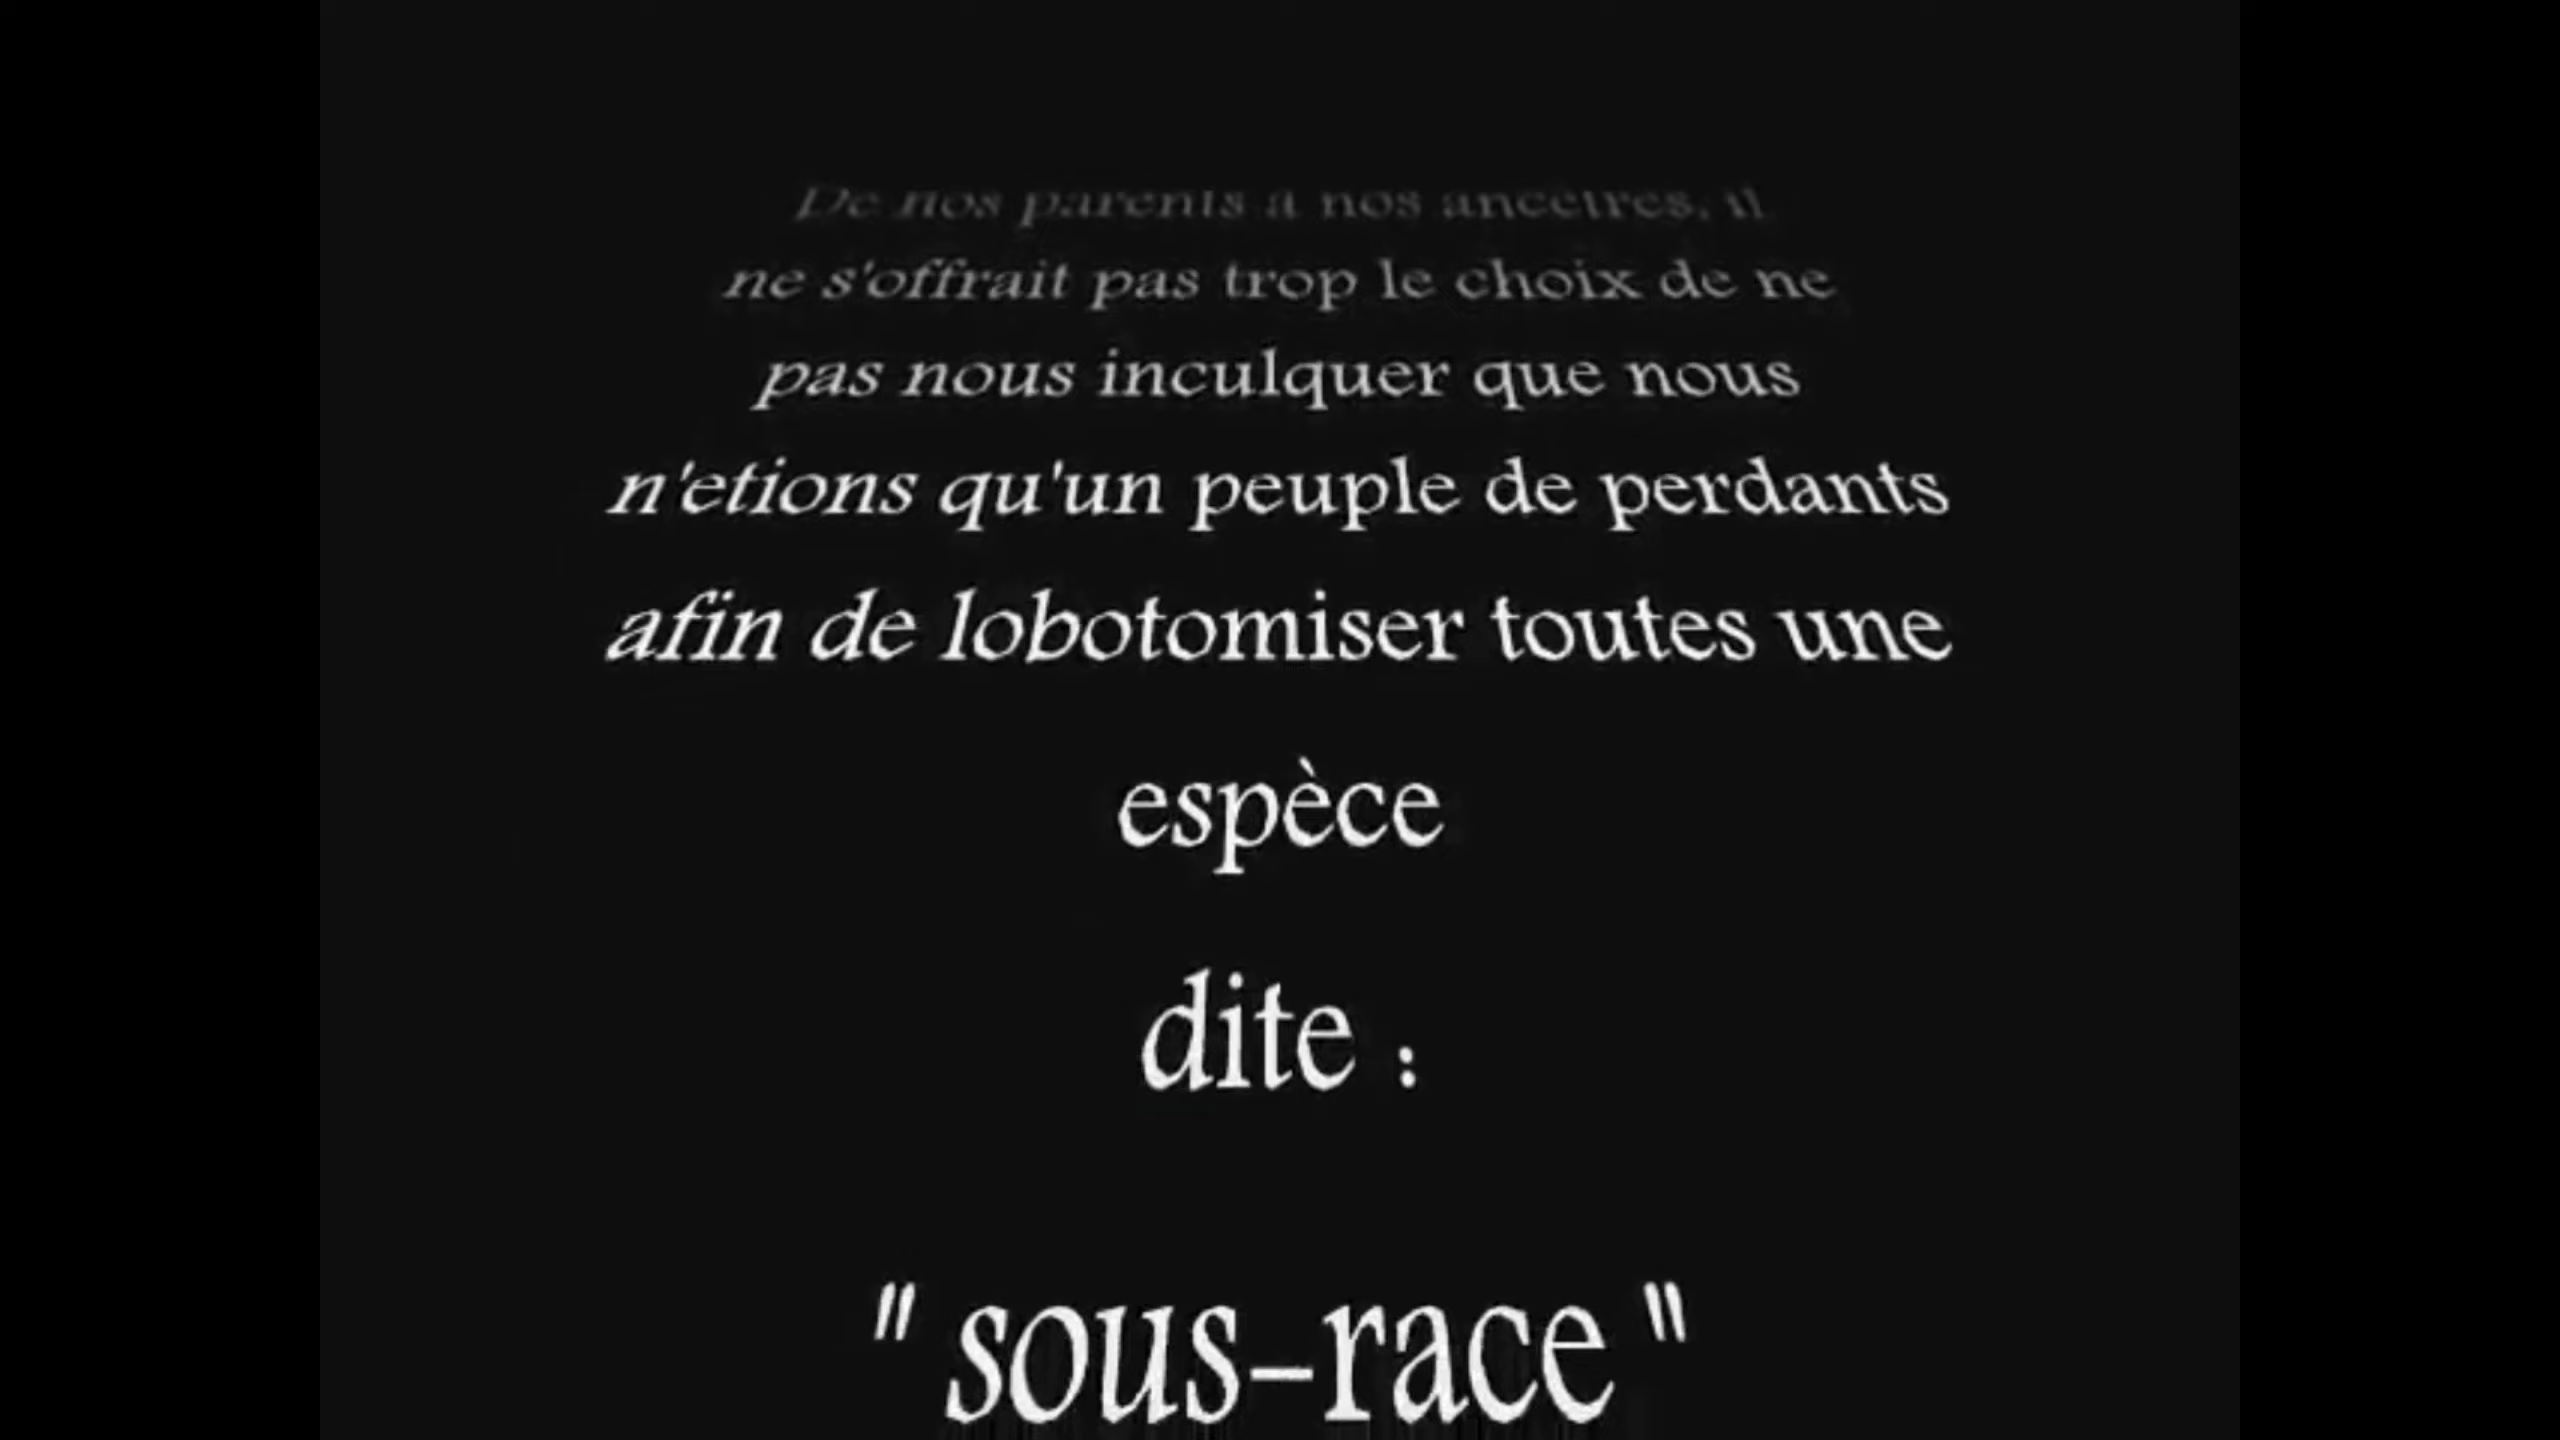 De nos parents à nos ancêtres, il
ne s'offrait pas trop le choix de ne
pas nous inculquer que nous
n'etions qu'un peuple de perdants
afin de lobotomiser toutes une
espèce
dite :
" sous-race "